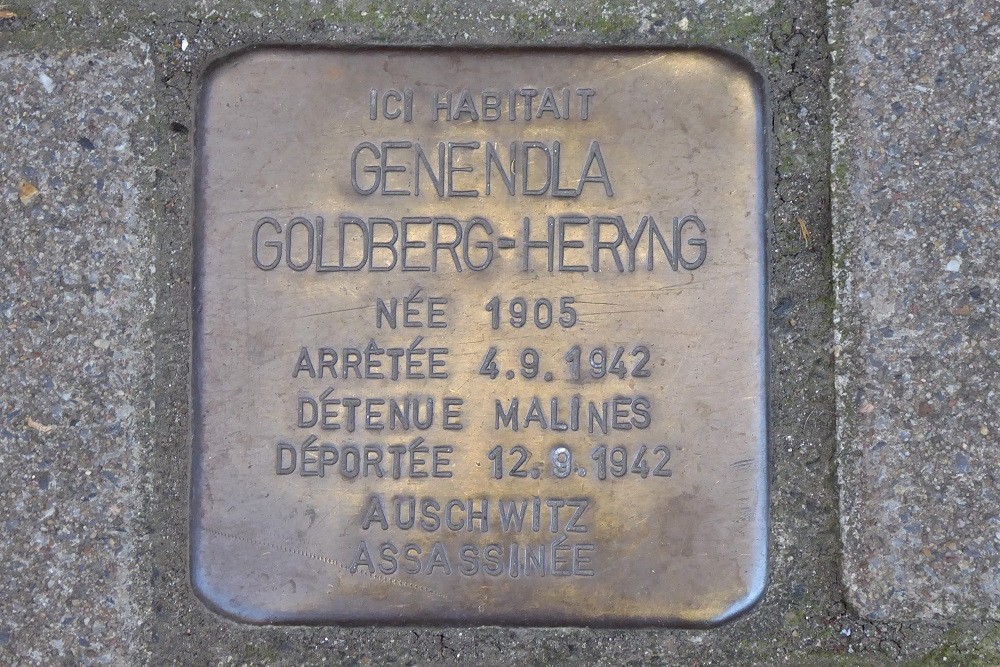 ICI HABITAIT
GENENDLA
GOLDBERG-HERYNG
NÉE 1905
ARRÊTÉE 4.9.1942
DÉTENUE MALINES
DÉPORTÉE 12.9.1942
AUSCHWITZ
ASSASSINÉE